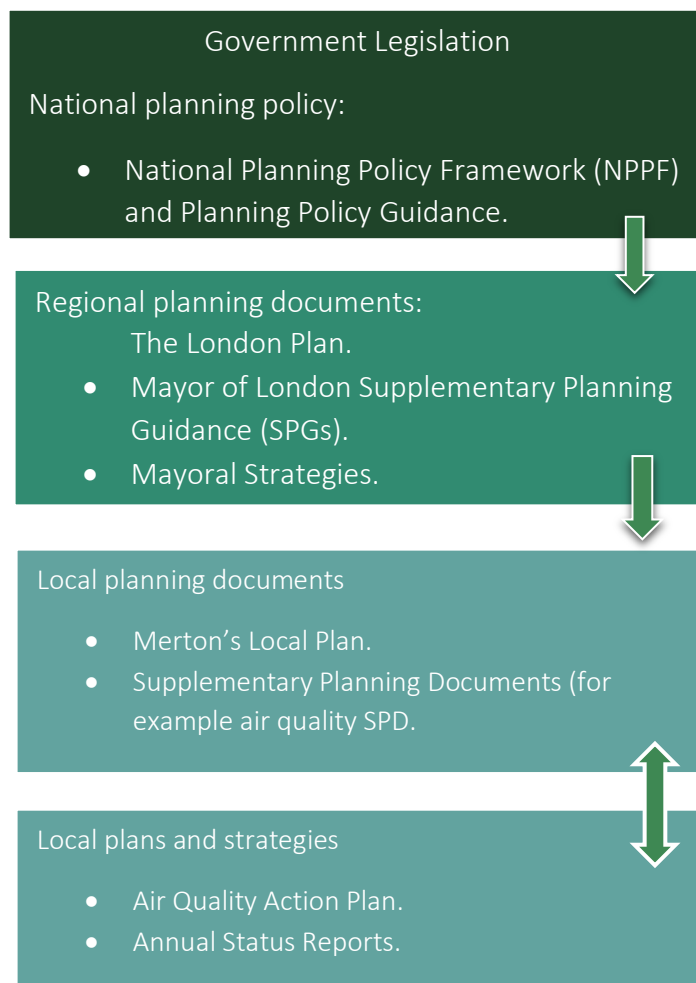 Government Legislation
National planning policy:
• National Planning Policy Framework (NPPF)
and Planning Policy Guidance.
Regional planning documents:
The London Plan.
• Mayor of London Supplementary Planning
Guidance (SPGs).
• Mayoral Strategies.
Local planning documents
• Merton’s Local Plan.
• Supplementary Planning Documents (for
example air quality SPD.
Local plans and strategies
• Air Quality Action Plan.
• Annual Status Reports.